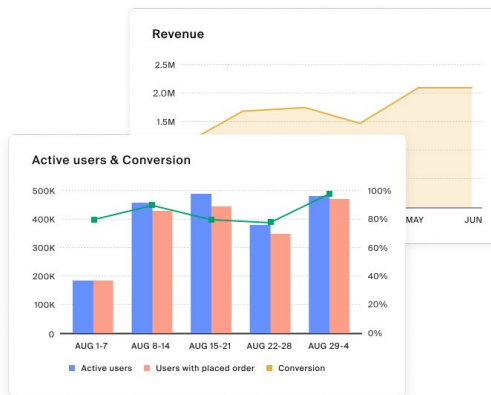 Revenue
2.5M
2.0M
1.5M
MAY JUN
Active users & Conversion
500K 100%
400K 80%
300K 60%
200K 40%
100K 20%
0 0%
AUG 1-7 AUG 8-14 AUG 15-21 AUG 22-28 AUG 29-4
Active users Users with placed order Conversion